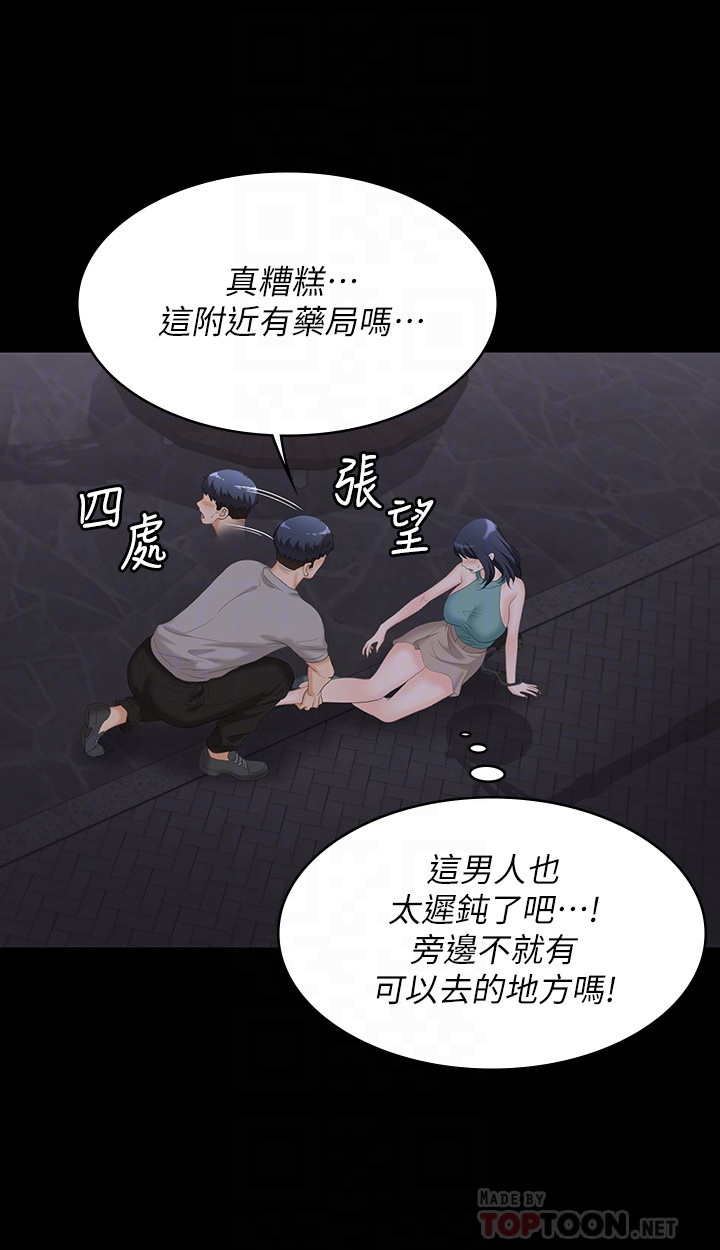 真糟糕⋯
這附近有藥局嗎⋯
四處
張望
這男人也
太遲鈍了吧⋯!
旁邊不就有
可以去的地方嗎!
MADE BY
TOPTOON.NET